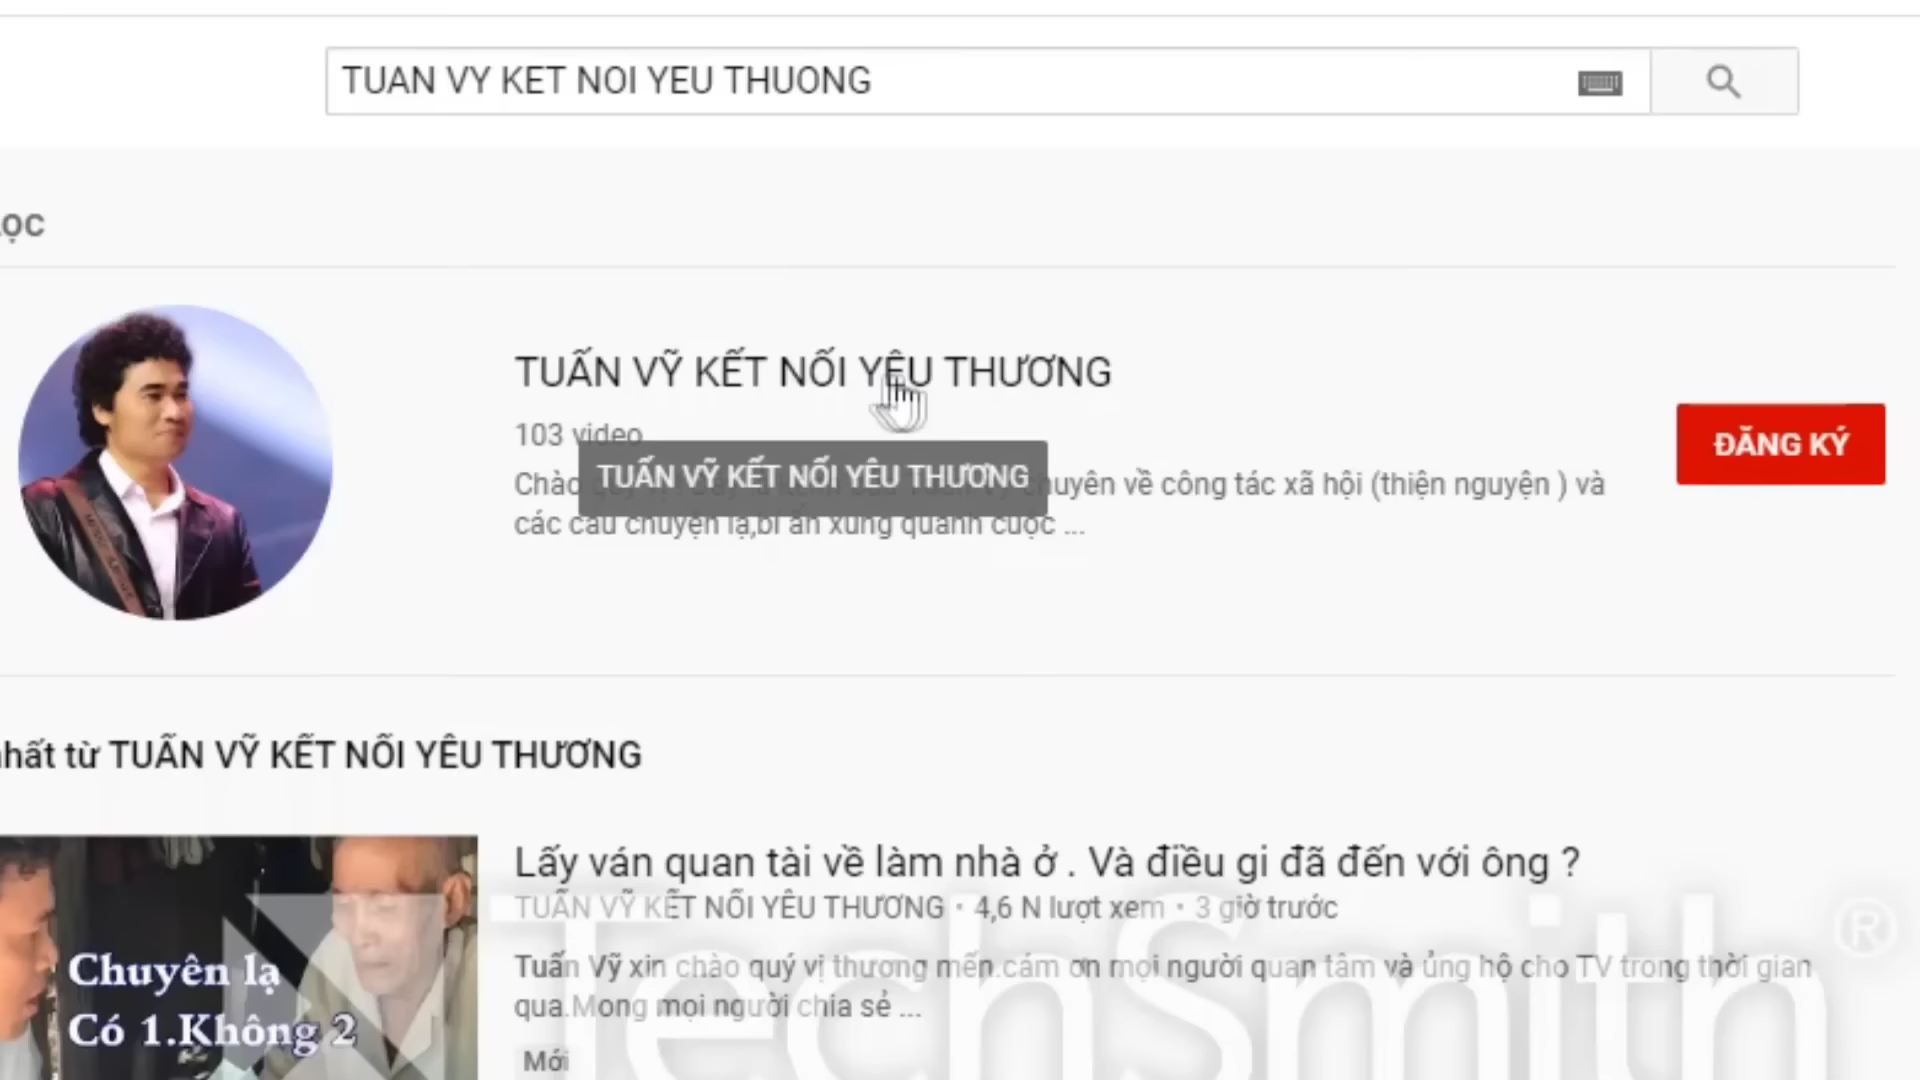 TUAN VY KET NOI YEU THUONG
ọc
TUẤN VỸ KẾT NỐI YÊU THƯƠNG
103 video
TUẤN VỸ KẾT NỐI YÊU THƯƠNG
Chào chuyên về công tác xã hội (thiện nguyện ) và
các câu chuyện lạ,bí ẩn xung quanh cuộc ...
ĐĂNG KÝ
nhất từ TUẤN VỸ KẾT NỐI YÊU THƯƠNG
Chuyên lạ
Có 1.Không 2
Lấy ván quan tài về làm nhà ở . Và điều gi đã đến với ông ?
TUẤN VỸ KẾT NỐI YÊU THƯƠNG • 4,6 N lượt xem • 3 giờ trước
Tuấn Vỹ xin chào quý vị thương mến.cám ơn mọi người quan tâm và ủng hộ cho TV trong thời gian
qua.Mong mọi người chia sẻ ...
Mới
TechSmith®